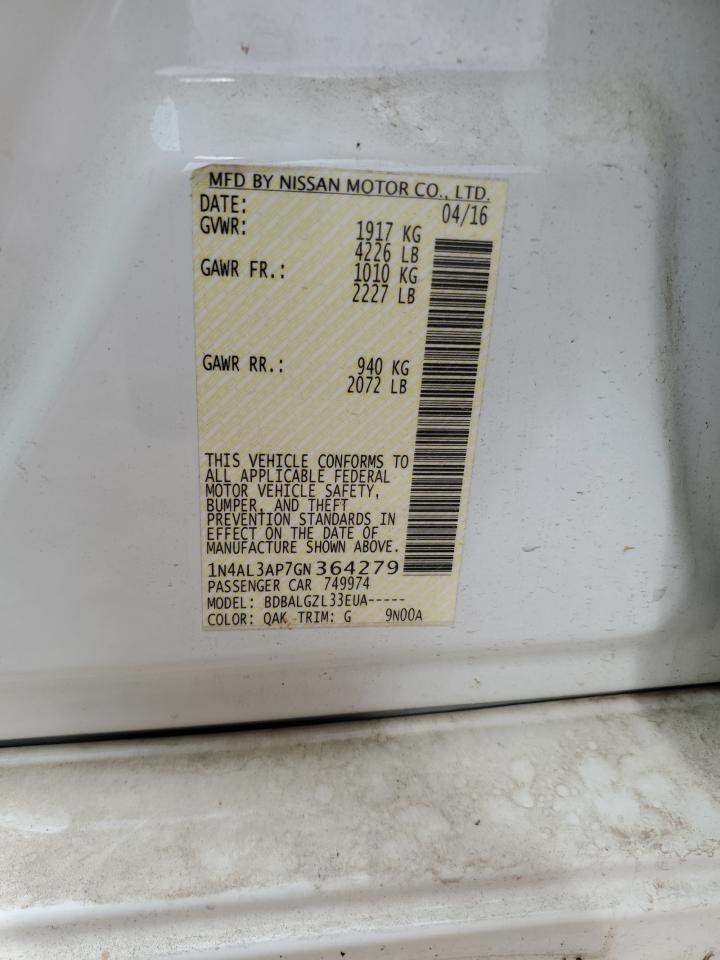 MFD BY NISSAN MOTOR CO., LTD.
DATE: 04/16
GVWR: 1917 KG
4226 LB
GAWR FR.: 1010 KG
2227 LB
GAWR RR.: 940 KG
2072 LB
THIS VEHICLE CONFORMS TO
ALL APPLICABLE FEDERAL
MOTOR VEHICLE SAFETY,
BUMPER, AND THEFT
PREVENTION STANDARDS IN
EFFECT ON THE DATE OF
MANUFACTURE SHOWN ABOVE.
1N4AL3AP7GN364279
PASSENGER CAR 749974
MODEL: BDBALGZL33EUA-----
COLOR: QAK TRIM: G 9N00A